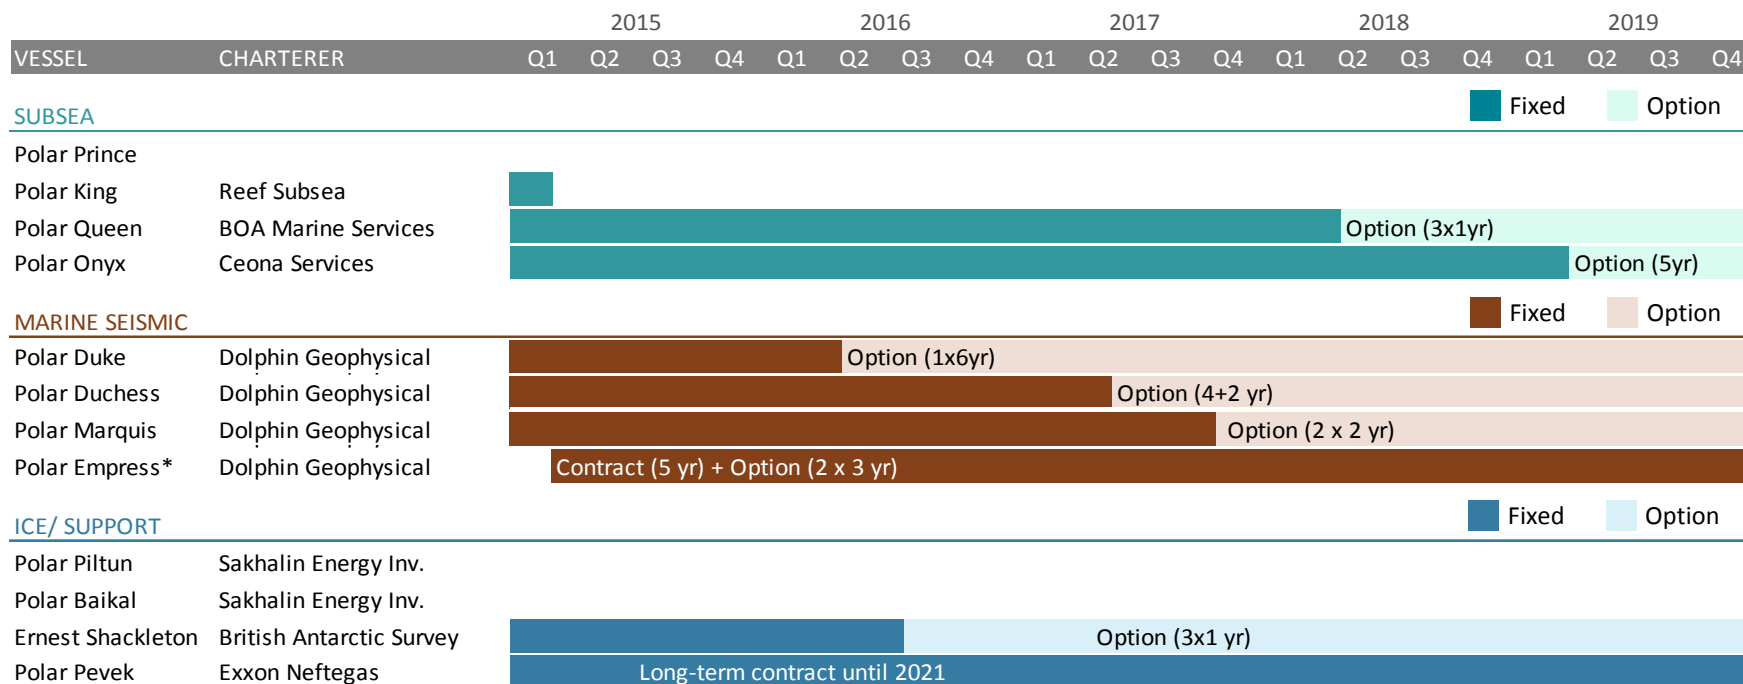 2015 2016 2017 2018 2019
VESSEL CHARTERER Q1 Q2 Q3 Q4 Q1 Q2 Q3 Q4 Q1 Q2 Q3 Q4 Q1 Q2 Q3 Q4 Q1 Q2 Q3 Q4
SUBSEA Fixed Option
Polar Prince
Polar King Reef Subsea
Polar Queen BOA Marine Services Option (3x1yr)
Polar Onyx Ceona Services Option (5yr)
MARINE SEISMIC Fixed Option
Polar Duke Dolphin Geophysical Option (1x6yr)
Polar Duchess Dolphin Geophysical Option (4+2 yr)
Polar Marquis Dolphin Geophysical Option (2 x 2 yr)
Polar Empress* Dolphin Geophysical Contract (5 yr) + Option (2 x 3 yr)
ICE/ SUPPORT Fixed Option
Polar Piltun Sakhalin Energy Inv.
Polar Baikal Sakhalin Energy Inv.
Ernest Shackleton British Antarctic Survey Option (3x1 yr)
Polar Pevek Exxon Neftegas Long-term contract until 2021